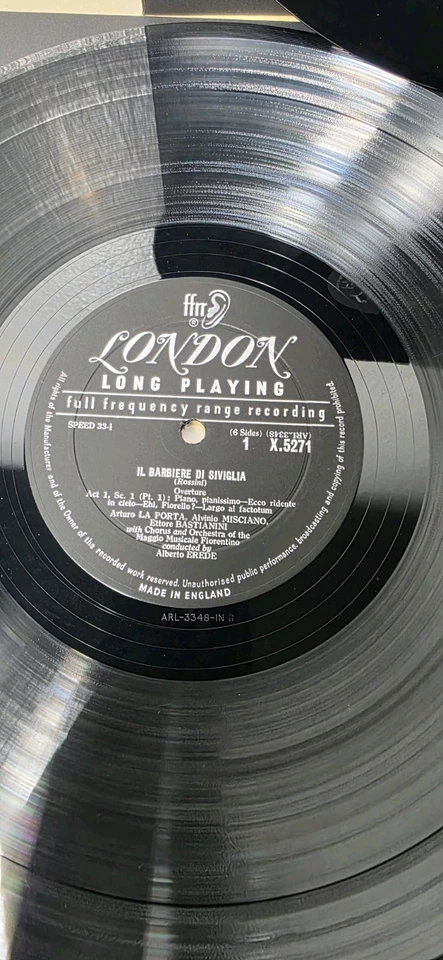 ffrr
®
LONDON
LONG PLAYING
full frequency range recording
SPEED 33⅓
(6 Sides) (ARL.3348)
1 X.5271
IL BARBIERE DI SIVIGLIA
(Rossini)
Overture
Act 1, Sc. 1 (Pt. 1): Piano, pianissimo—Ecco ridente
in cielo—Ehi, Fiorello?—Largo al factotum
Arturo LA PORTA, Alvinio MISCIANO,
Ettore BASTIANINI
with Chorus and Orchestra of the
Maggio Musicale Fiorentino
conducted by
Alberto EREDE
All rights of the Manufacturer and of the Owner of the recorded work reserved. Unauthorised public performance, broadcasting and copying of this record prohibited.
MADE IN ENGLAND
ARL-3348-1N